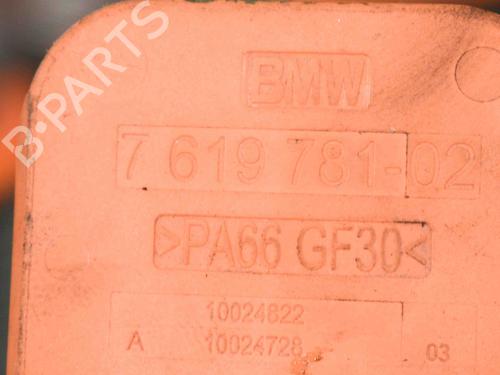 B-PARTS
BMW
7 619 781-02
>PA66 GF30<
10024822
A 10024728 03